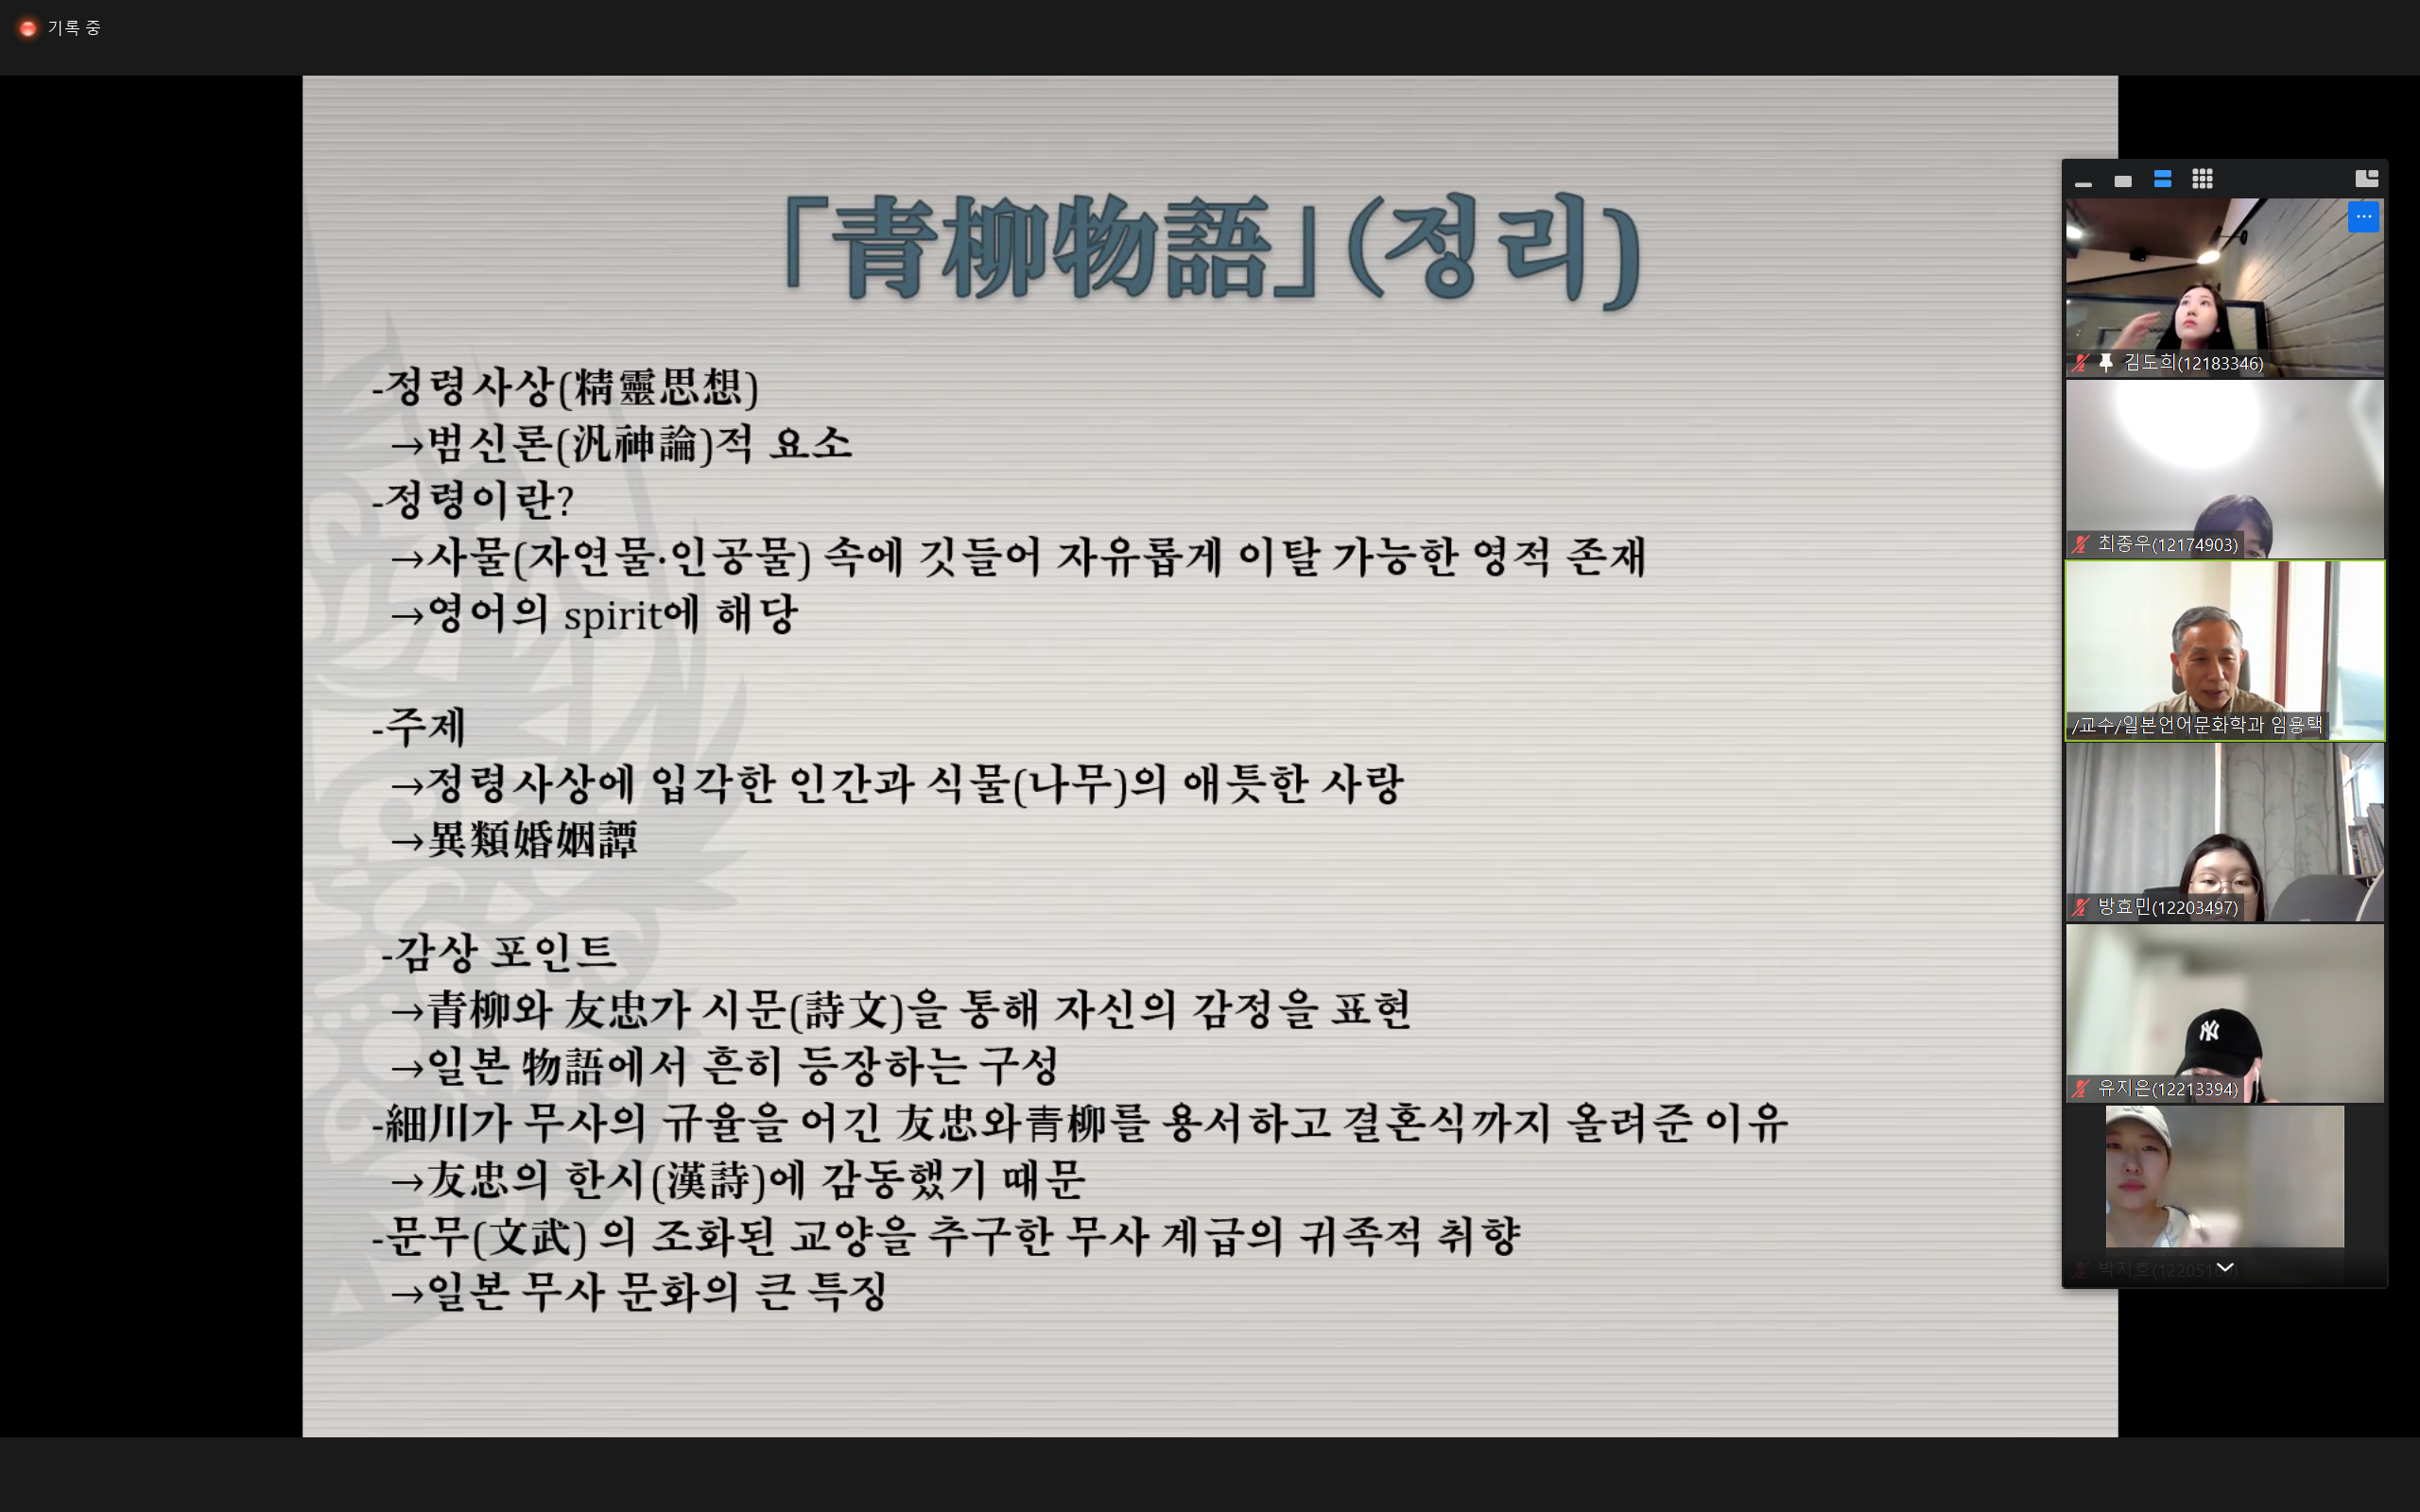 기록 중
「青柳物語」(정리)
-정령사상(精靈思想)
→범신론(汎神論)적 요소
-정령이란?
→사물(자연물·인공물) 속에 깃들어 자유롭게 이탈 가능한 영적 존재
→영어의 spirit에 해당
-주제
→정령사상에 입각한 인간과 식물(나무)의 애틋한 사랑
→異類婚姻譚
-감상 포인트
→青柳와 友忠가 시문(詩文)을 통해 자신의 감정을 표현
→일본 物語에서 흔히 등장하는 구성
-細川가 무사의 규율을 어긴 友忠와青柳를 용서하고 결혼식까지 올려준 이유
→友忠의 한시(漢詩)에 감동했기 때문
-문무(文武) 의 조화된 교양을 추구한 무사 계급의 귀족적 취향
→일본 무사 문화의 큰 특징
김도희(12183346)
최종우(12174903)
/교수/일본언어문화학과 임용택
방효민(12203497)
NY
유지은(12213394)
박지호